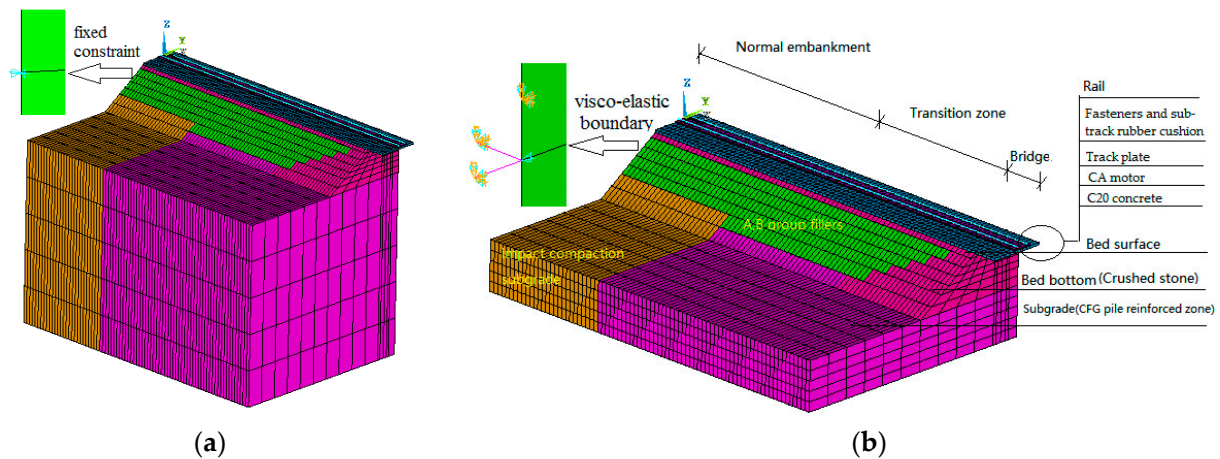 fixed
constraint
Z
Y
X
(a)
visco-elastic
boundary
Z
Y
Normal embankment
Transition zone
Bridge
A,B group fillers
Impact compaction
subgrade
Rail
Fasteners and sub-
track rubber cushion
Track plate
CA motor
C20 concrete
Bed surface
Bed bottom (Crushed stone)
Subgrade(CFG pile reinforced zone)
(b)